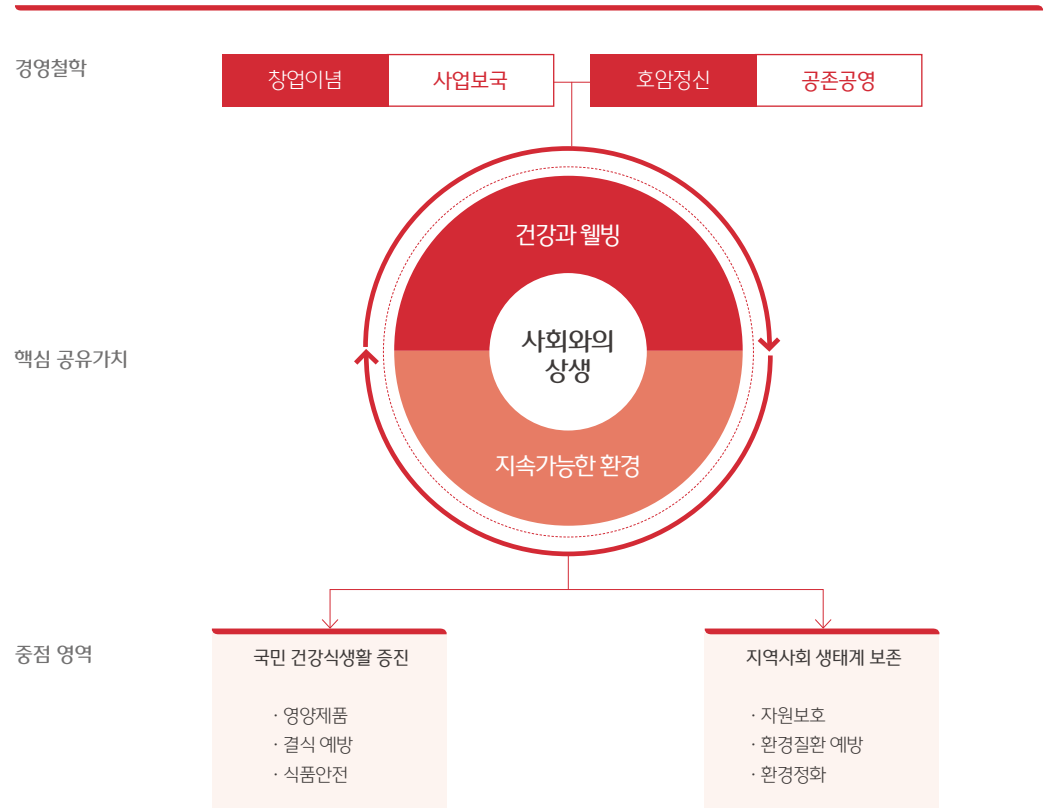 경영철학
창업이념 사업보국 호암정신 공존공영
건강과 웰빙
핵심 공유가치
사회와의
상생
지속가능한 환경
중점 영역
국민 건강식생활 증진
· 영양제품
· 결식 예방
· 식품안전
지역사회 생태계 보존
· 자원보호
· 환경질환 예방
· 환경정화